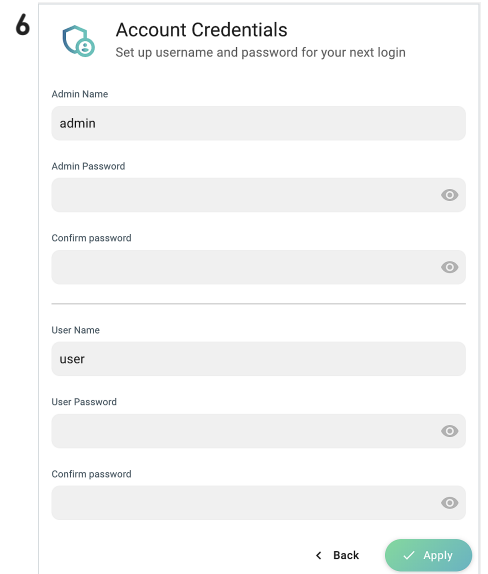 6
Account Credentials
Set up username and password for your next login
Admin Name
admin
Admin Password
Confirm password
User Name
user
User Password
Confirm password
Back
Apply